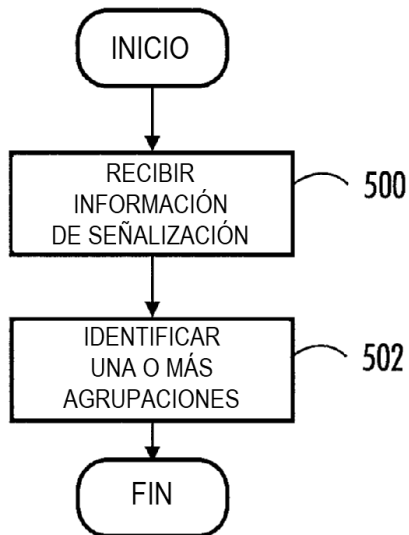 INICIO
RECIBIR
INFORMACIÓN
DE SEÑALIZACIÓN
500
IDENTIFICAR
UNA O MÁS
AGRUPACIONES
502
FIN